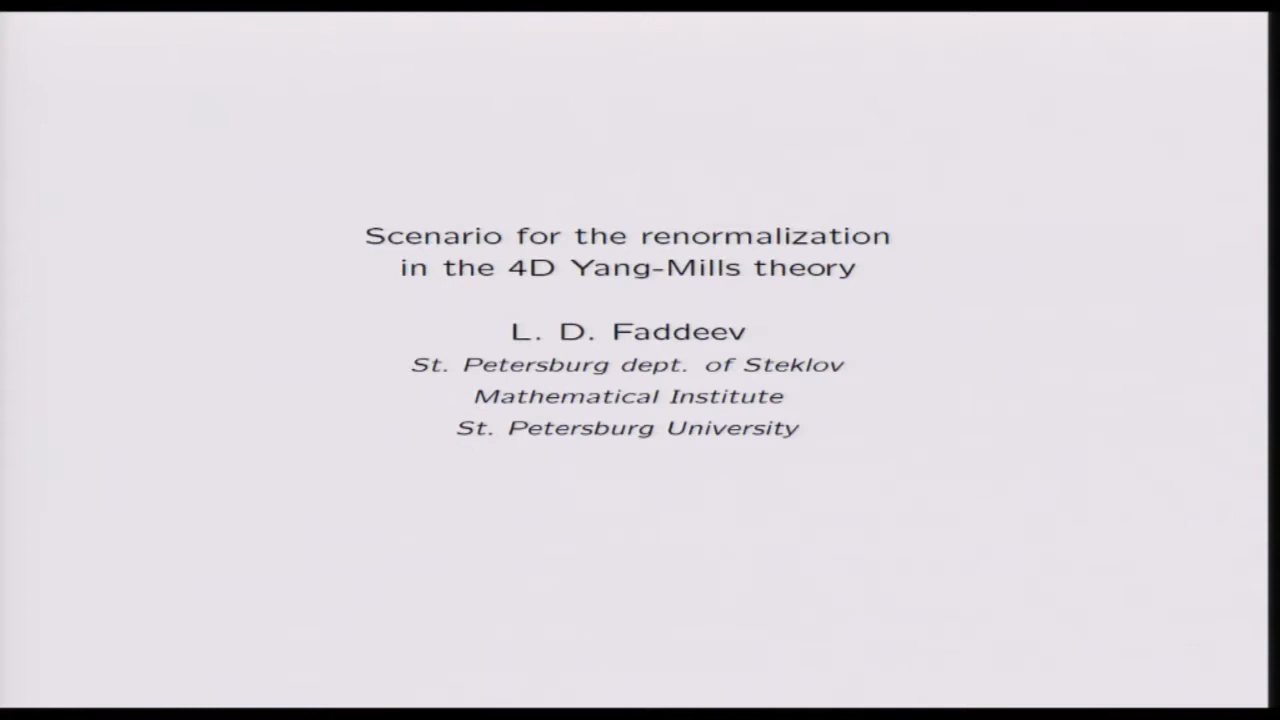 Scenario for the renormalization
in the 4D Yang-Mills theory
L. D. Faddeev
St. Petersburg dept. of Steklov
Mathematical Institute
St. Petersburg University